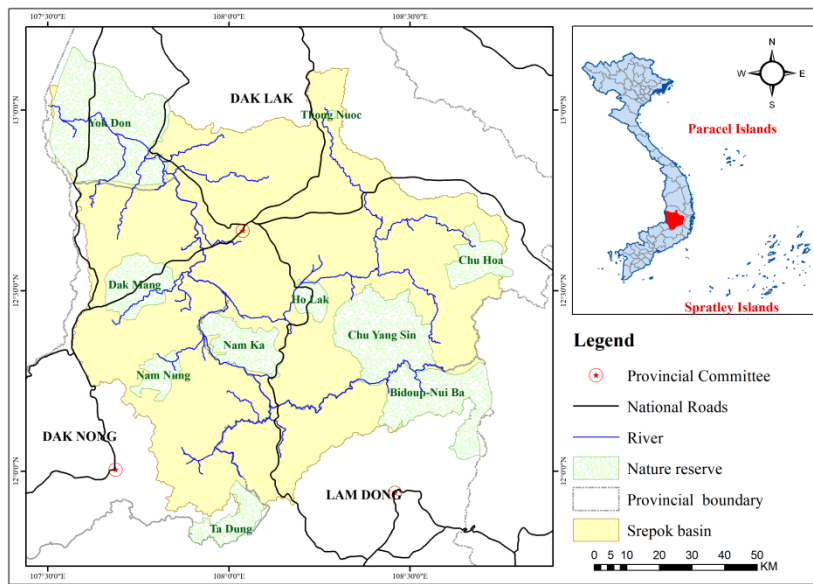 107°30'0"E
108°0'0"E
108°30'0"E
13°0'0"N
12°30'0"N
12°0'0"N
13°0'0"N
12°30'0"N
12°0'0"N
DAK LAK
Thong Nuoc
Yok Don
Chu Hoa
Dak Mang
Ho Lak
Chu Yang Sin
Nam Ka
Nam Nung
Bidoup-Nui Ba
DAK NONG
LAM DONG
Ta Dung
107°30'0"E
108°0'0"E
108°30'0"E
N
W E
S
Paracel Islands
Spratley Islands
Legend
Provincial Committee
National Roads
River
Nature reserve
Provincial boundary
Srepok basin
0 5 10 20 30 40 50
KM